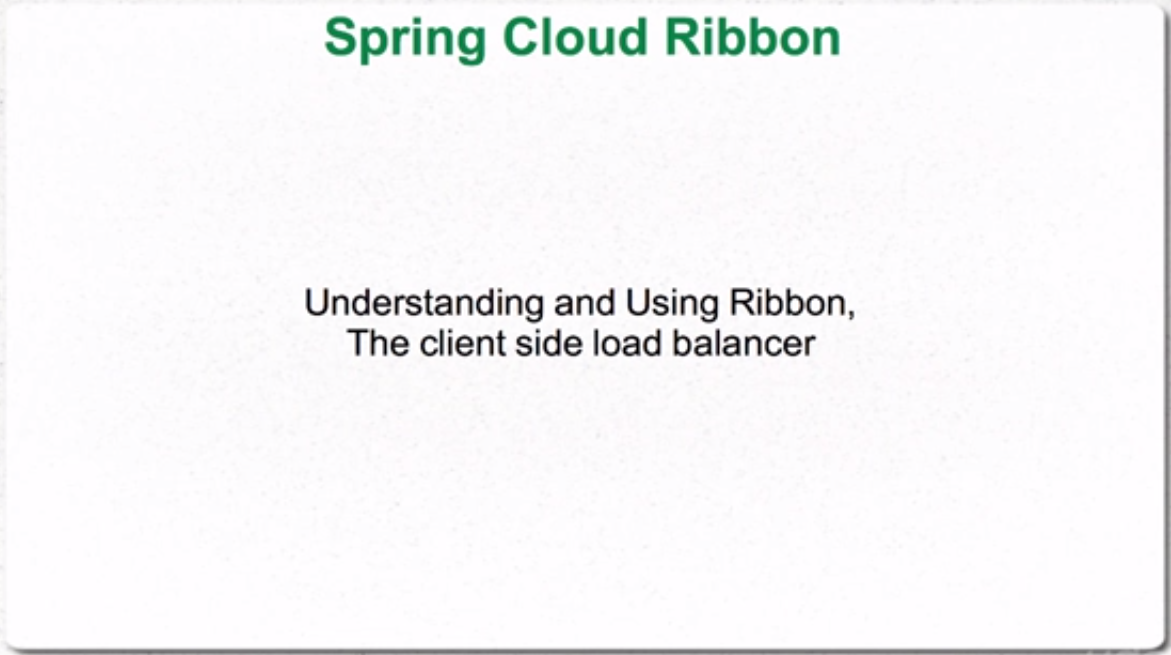 Spring Cloud Ribbon
Understanding and Using Ribbon,
The client side load balancer